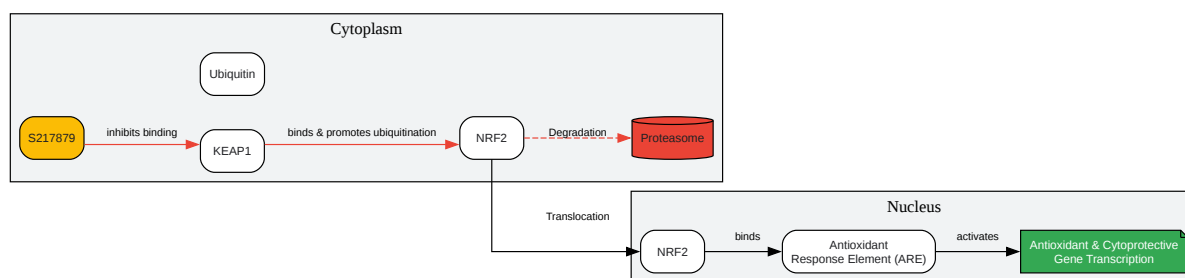 Cytoplasm
Ubiquitin
S217879
inhibits binding
KEAP1
binds & promotes ubiquitination
NRF2
Degradation
Proteasome
Translocation
Nucleus
NRF2
binds
Antioxidant
Response Element (ARE)
activates
Antioxidant & Cytoprotective
Gene Transcription